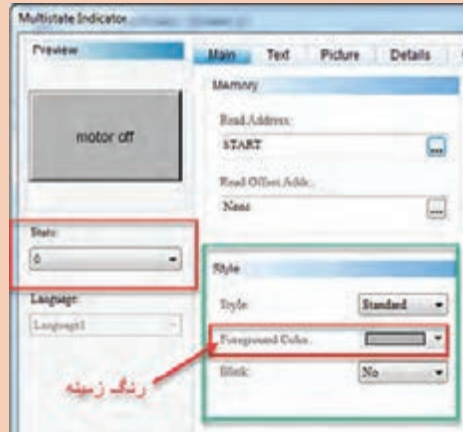 Multistate Indicator
Preview
Main Text Picture Details
Memory
motor off
Read Address:
START
...
Read Offset Addr..
None
...
State:
0
Style
Language:
Style: Standard
Language1
Foreground Color..
Blink: No
رنگ زمینه